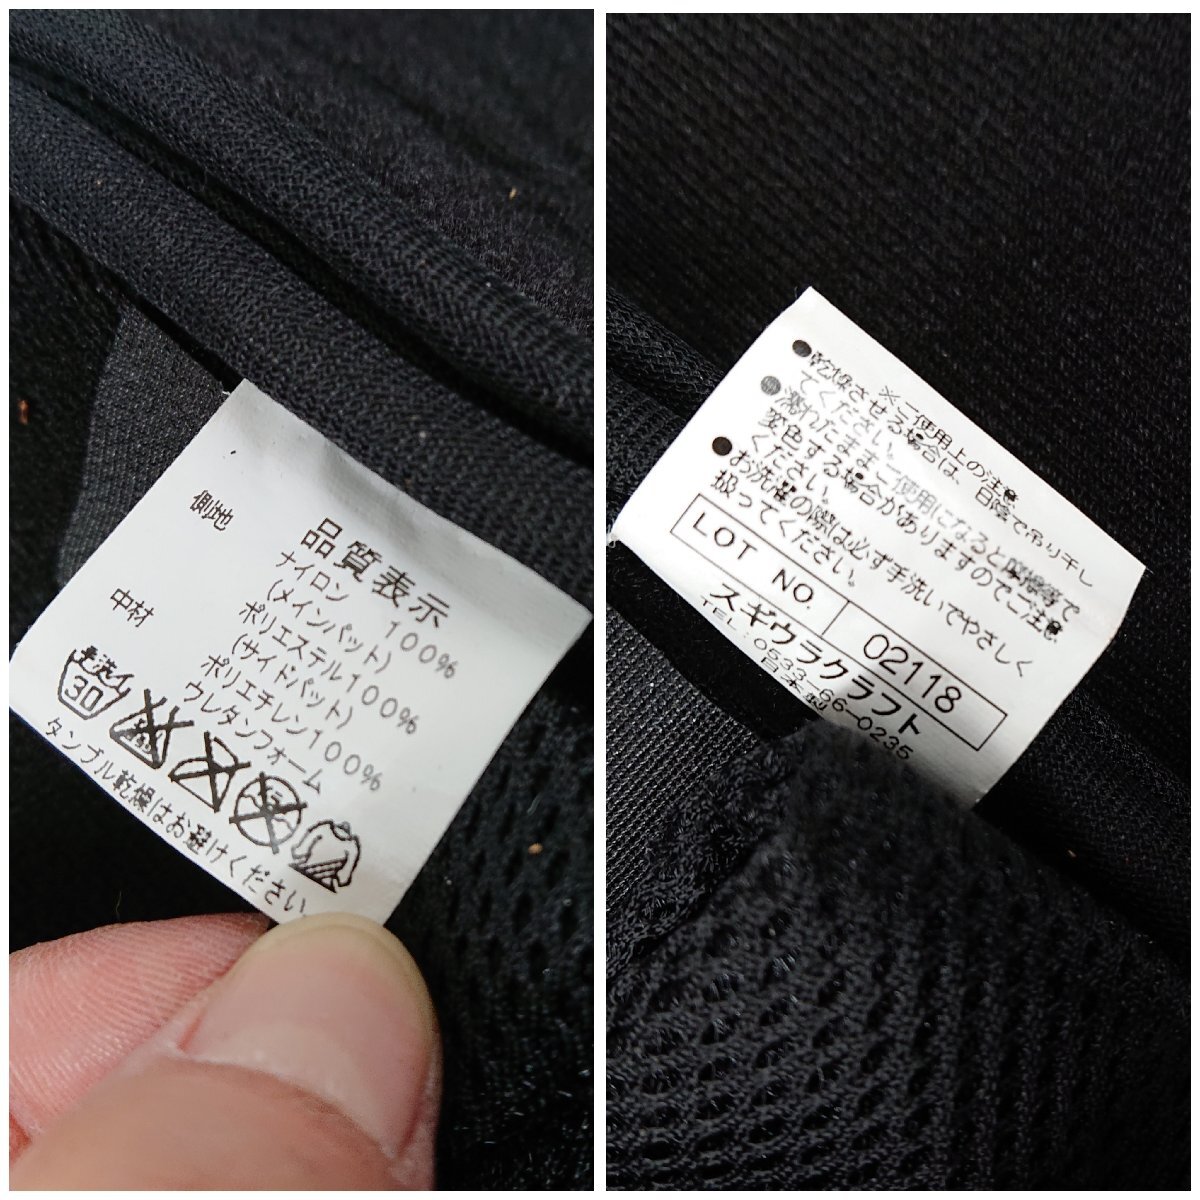 品質表示
側地
ナイロン 100%
(メインパット)
ポリエステル100%
(サイドパット)
中材
ポリエチレン100%
ウレタンフォーム
手洗イ
30
タンブル乾燥はお避けください。
※ご使用上の注意
●乾燥させる場合は、日陰で吊り干し
てください。
●濡れたままご使用になると摩擦等で
変色する場合がありますのでご注意
ください。
●お洗濯の際は必ず手洗いでやさしく
扱ってください。
LOT NO. 02118
スギウラクラフト
TEL:0533-66-0235
日本製